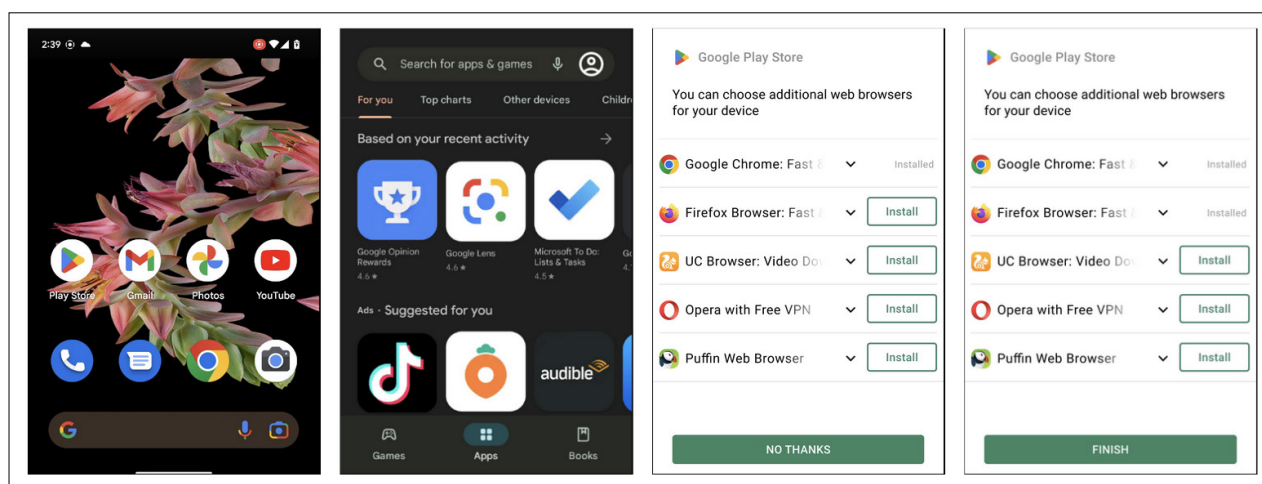 2:39
Play Store
Gmail
Photos
YouTube
Search for apps & games
For you
Top charts
Other devices
Childr
Based on your recent activity
Google Opinion
Rewards
4.6 ★
Google Lens
4.6 ★
Microsoft To Do:
Lists & Tasks
4.5 ★
Go
4.
Ads · Suggested for you
audible
Games
Apps
Books
Google Play Store
You can choose additional web browsers
for your device
Google Chrome: Fast &
Installed
Firefox Browser: Fast &
Install
UC Browser: Video Dow
Install
Opera with Free VPN
Install
Puffin Web Browser
Install
NO THANKS
Google Play Store
You can choose additional web browsers
for your device
Google Chrome: Fast &
Installed
Firefox Browser: Fast &
Installed
UC Browser: Video Dow
Install
Opera with Free VPN
Install
Puffin Web Browser
Install
FINISH